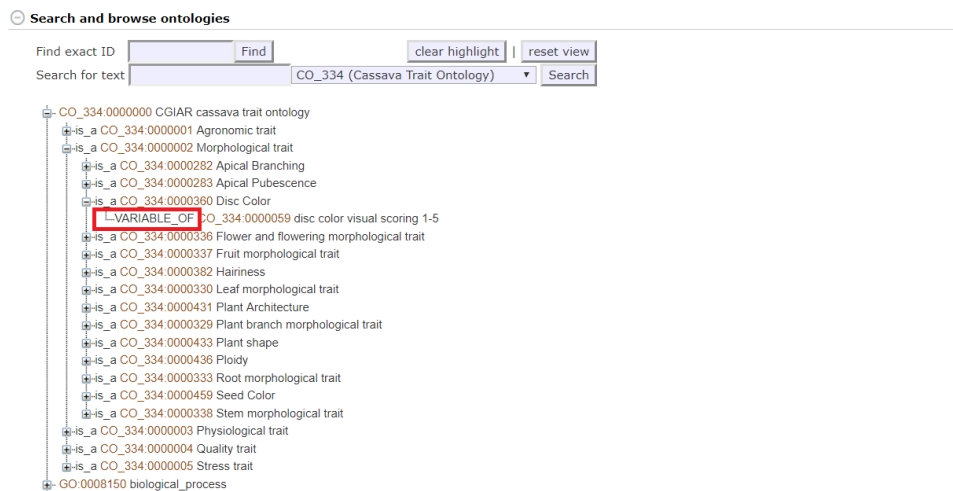 Search and browse ontologies
Find exact ID Find clear highlight | reset view
Search for text CO_334 (Cassava Trait Ontology) Search
CO_334:0000000 CGIAR cassava trait ontology
is_a CO_334:0000001 Agronomic trait
is_a CO_334:0000002 Morphological trait
is_a CO_334:0000282 Apical Branching
is_a CO_334:0000283 Apical Pubescence
is_a CO_334:0000360 Disc Color
VARIABLE_OF CO_334:0000059 disc color visual scoring 1-5
is_a CO_334:0000336 Flower and flowering morphological trait
is_a CO_334:0000337 Fruit morphological trait
is_a CO_334:0000382 Hairiness
is_a CO_334:0000330 Leaf morphological trait
is_a CO_334:0000431 Plant Architecture
is_a CO_334:0000329 Plant branch morphological trait
is_a CO_334:0000433 Plant shape
is_a CO_334:0000436 Ploidy
is_a CO_334:0000333 Root morphological trait
is_a CO_334:0000459 Seed Color
is_a CO_334:0000338 Stem morphological trait
is_a CO_334:0000003 Physiological trait
is_a CO_334:0000004 Quality trait
is_a CO_334:0000005 Stress trait
GO:0008150 biological_process